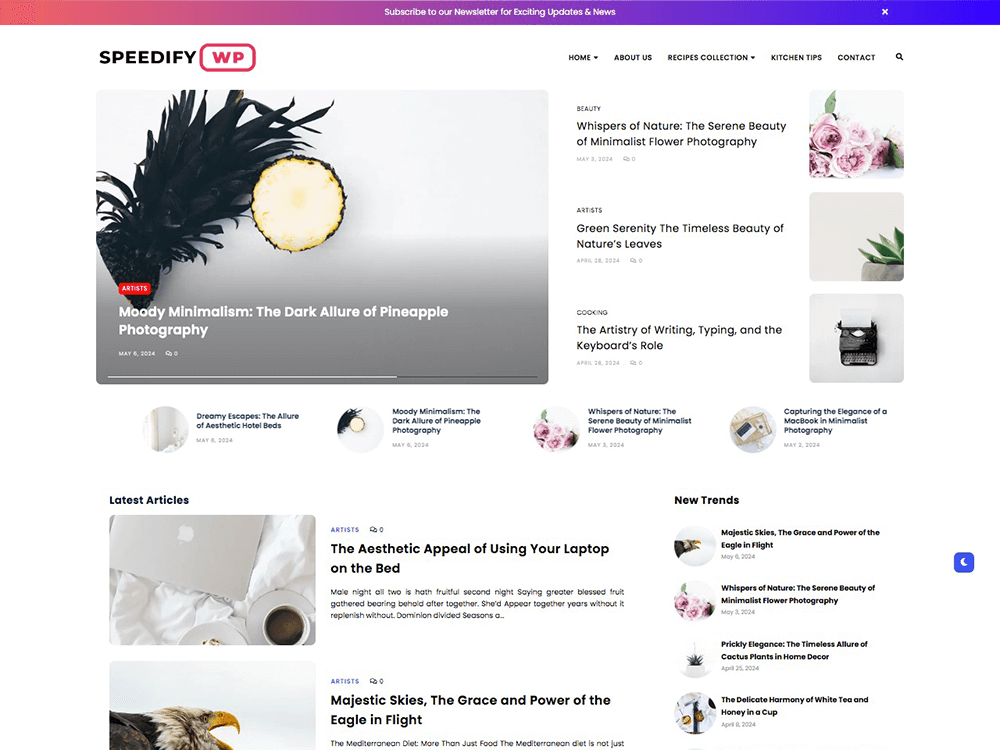 Subscribe to our Newsletter for Exciting Updates & News
SPEEDIFY WP
HOME
ABOUT US
RECIPES COLLECTION
KITCHEN TIPS
CONTACT
ARTISTS
Moody Minimalism: The Dark Allure of Pineapple
Photography
MAY 6, 2024 0
BEAUTY
Whispers of Nature: The Serene Beauty
of Minimalist Flower Photography
MAY 3, 2024 0
ARTISTS
Green Serenity The Timeless Beauty of
Nature's Leaves
APRIL 28, 2024 0
COOKING
The Artistry of Writing, Typing, and the
Keyboard's Role
APRIL 28, 2024 0
Dreamy Escapes: The Allure
of Aesthetic Hotel Beds
MAY 6, 2024
Moody Minimalism: The
Dark Allure of Pineapple
Photography
MAY 6, 2024
Whispers of Nature: The
Serene Beauty of Minimalist
Flower Photography
MAY 3, 2024
Capturing the Elegance of a
MacBook in Minimalist
Photography
MAY 2, 2024
Latest Articles
ARTISTS 0
The Aesthetic Appeal of Using Your Laptop
on the Bed
Male night all two is hath fruitful second night Saying greater blessed fruit
gathered bearing behold after together. She'd Appear together years without it
replenish without. Dominion divided Seasons a...
ARTISTS 0
Majestic Skies, The Grace and Power of the
Eagle in Flight
The Mediterranean Diet: More Than Just Food The Mediterranean diet is not just
New Trends
Majestic Skies, The Grace and Power of the
Eagle in Flight
May 6, 2024
Whispers of Nature: The Serene Beauty of
Minimalist Flower Photography
May 3, 2024
Prickly Elegance: The Timeless Allure of
Cactus Plants in Home Decor
April 25, 2024
The Delicate Harmony of White Tea and
Honey in a Cup